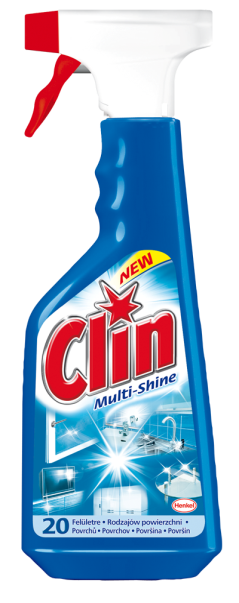 NEW
Clin
Multi-Shine
Henkel
20 Felületre • Rodzajów powierzchni •
Povrchů • Povrchov • Površina • Površin